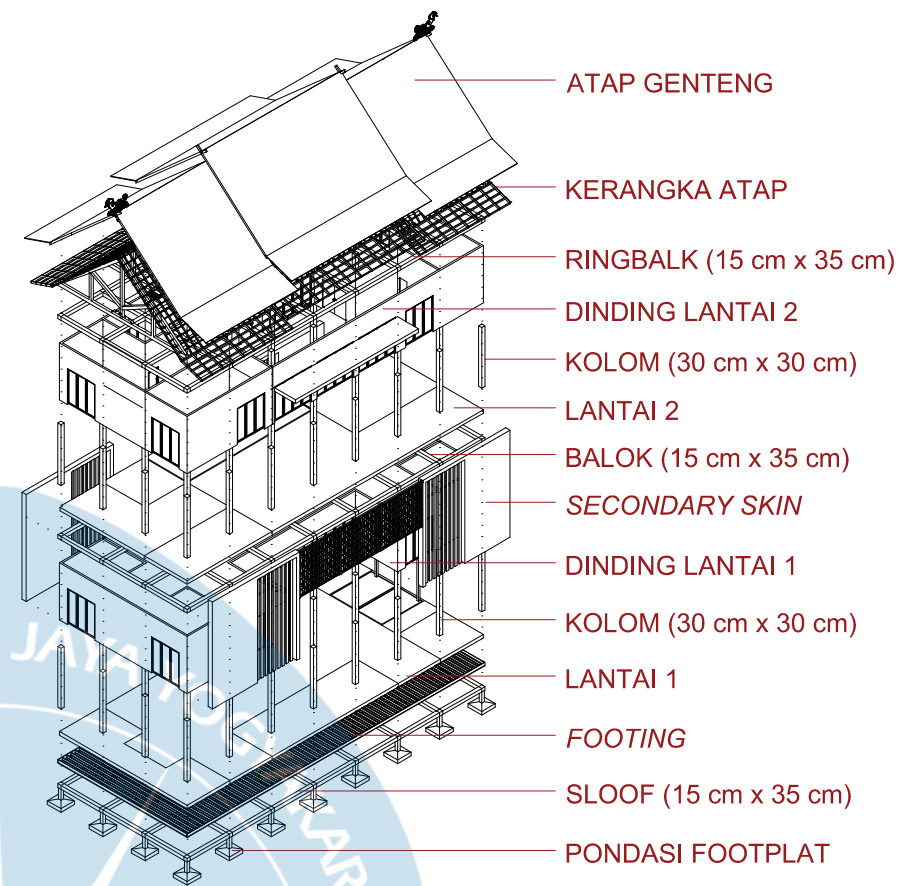 ATAP GENTENG
KERANGKA ATAP
RINGBALK (15 cm x 35 cm)
DINDING LANTAI 2
KOLOM (30 cm x 30 cm)
LANTAI 2
BALOK (15 cm x 35 cm)
SECONDARY SKIN
DINDING LANTAI 1
KOLOM (30 cm x 30 cm)
LANTAI 1
FOOTING
SLOOF (15 cm x 35 cm)
PONDASI FOOTPLAT
JAYA YOGYAKAR